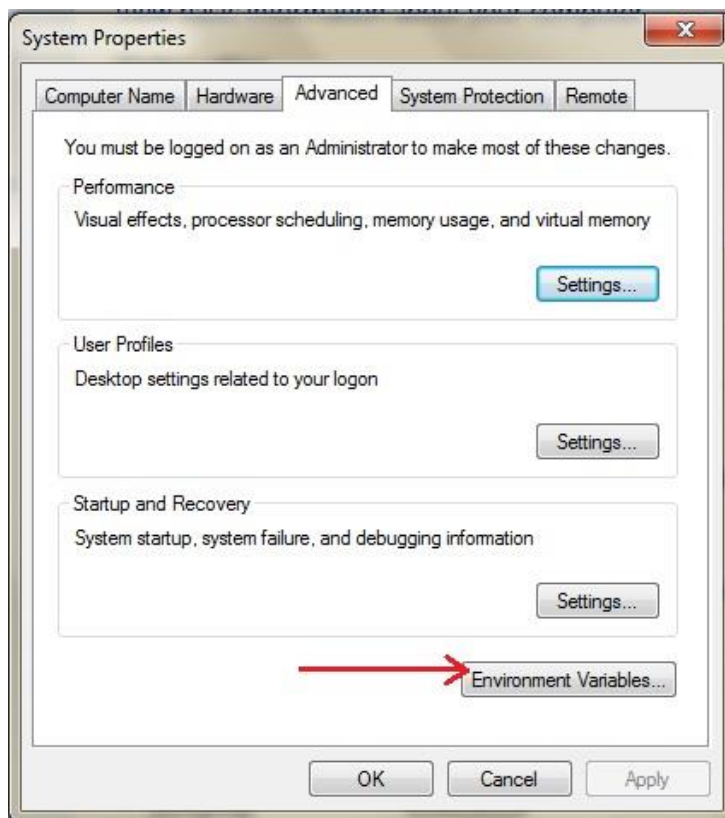 System Properties
Computer Name Hardware Advanced System Protection Remote
You must be logged on as an Administrator to make most of these changes.
Performance
Visual effects, processor scheduling, memory usage, and virtual memory
Settings...
User Profiles
Desktop settings related to your logon
Settings...
Startup and Recovery
System startup, system failure, and debugging information
Settings...
Environment Variables...
OK Cancel Apply